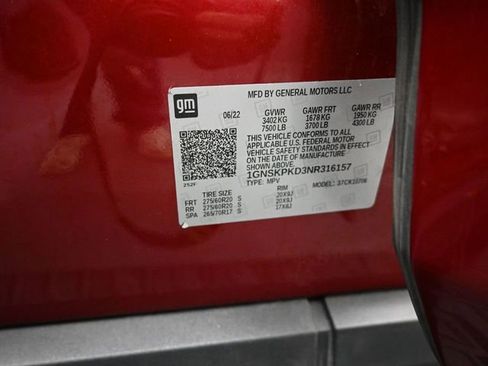 gm
MFD BY GENERAL MOTORS LLC
06/22 GVWR GAWR FRT GAWR RR
3402 KG 1678 KG 1950 KG
7500 LB 3700 LB 4300 LB
THIS VEHICLE CONFORMS TO ALL
APPLICABLE U.S. FEDERAL MOTOR
VEHICLE SAFETY STANDARDS IN EFFECT
ON THE DATE OF MANUFACTURE
SHOWN ABOVE.
1GNSKPKD3NR316157
TYPE: MPV MODEL:
252F
TIRE SIZE RIM
FRT 275/60R20 S 20X9J
RR 275/60R20 S 20X9J
SPA 265/70R17 S 17X8J